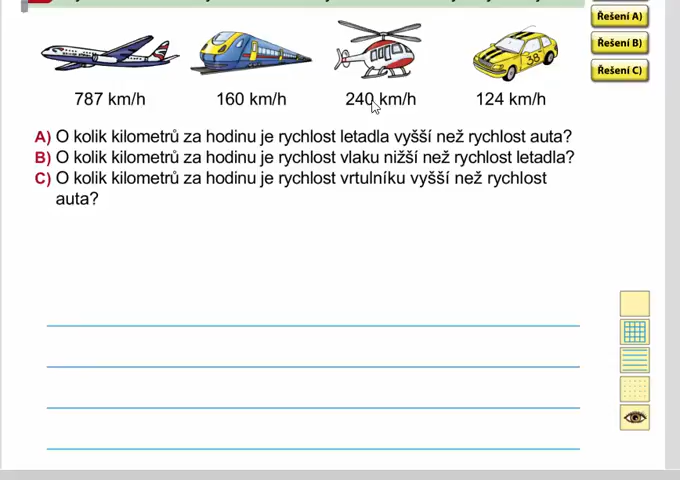 Řešení A)
Řešení B)
Řešení C)
787 km/h 160 km/h 240 km/h 124 km/h
38
A) O kolik kilometrů za hodinu je rychlost letadla vyšší než rychlost auta?
B) O kolik kilometrů za hodinu je rychlost vlaku nižší než rychlost letadla?
C) O kolik kilometrů za hodinu je rychlost vrtulníku vyšší než rychlost
auta?